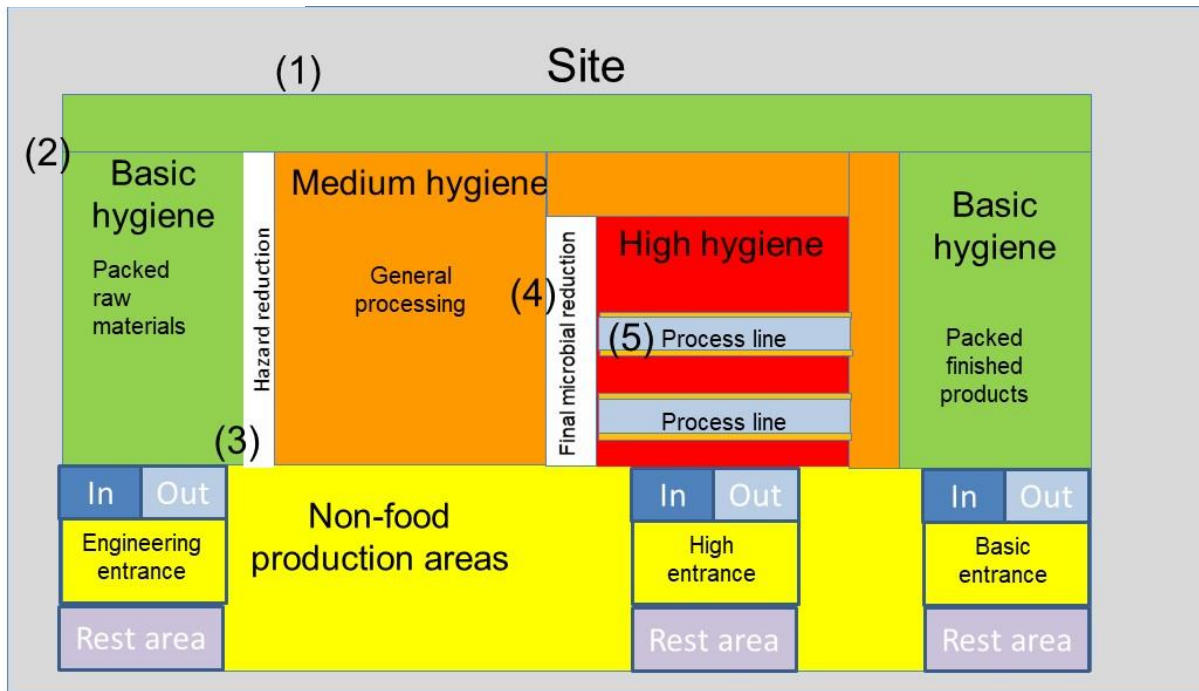 Site
(1)
(2)
Basic
hygiene
Packed
raw
materials
Hazard reduction
(3)
Medium hygiene
General
processing
(4)
Final microbial reduction
High hygiene
(5) Process line
Process line
Basic
hygiene
Packed
finished
products
In Out
Engineering
entrance
Rest area
Non-food
production areas
In Out
High
entrance
Rest area
In Out
Basic
entrance
Rest area